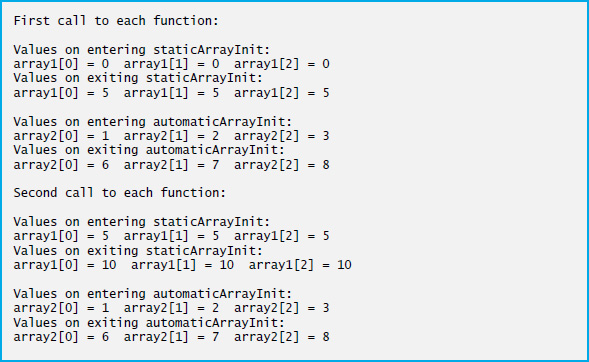 First call to each function:
Values on entering staticArrayInit:
array1[0] = 0  array1[1] = 0  array1[2] = 0
Values on exiting staticArrayInit:
array1[0] = 5  array1[1] = 5  array1[2] = 5
Values on entering automaticArrayInit:
array2[0] = 1  array2[1] = 2  array2[2] = 3
Values on exiting automaticArrayInit:
array2[0] = 6  array2[1] = 7  array2[2] = 8
Second call to each function:
Values on entering staticArrayInit:
array1[0] = 5  array1[1] = 5  array1[2] = 5
Values on exiting staticArrayInit:
array1[0] = 10  array1[1] = 10  array1[2] = 10
Values on entering automaticArrayInit:
array2[0] = 1  array2[1] = 2  array2[2] = 3
Values on exiting automaticArrayInit:
array2[0] = 6  array2[1] = 7  array2[2] = 8